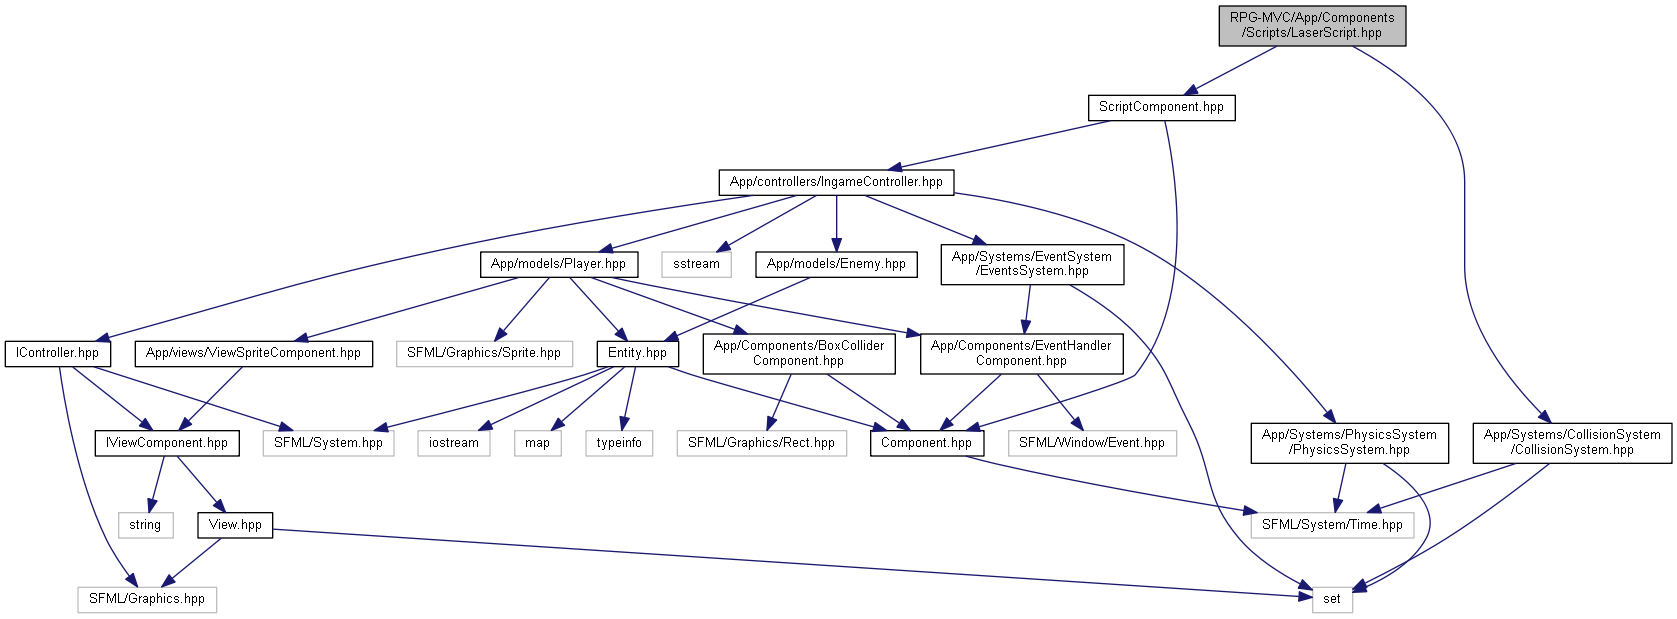 RPG-MVC/App/Components
/Scripts/LaserScript.hpp
ScriptComponent.hpp
App/controllers/IngameController.hpp
App/models/Player.hpp
sstream
App/models/Enemy.hpp
App/Systems/EventSystem
/EventsSystem.hpp
IController.hpp
App/views/ViewSpriteComponent.hpp
SFML/Graphics/Sprite.hpp
Entity.hpp
App/Components/BoxCollider
Component.hpp
App/Components/EventHandler
Component.hpp
IViewComponent.hpp
SFML/System.hpp
iostream
map
typeinfo
SFML/Graphics/Rect.hpp
Component.hpp
SFML/Window/Event.hpp
App/Systems/PhysicsSystem
/PhysicsSystem.hpp
App/Systems/CollisionSystem
/CollisionSystem.hpp
string
View.hpp
SFML/System/Time.hpp
SFML/Graphics.hpp
set